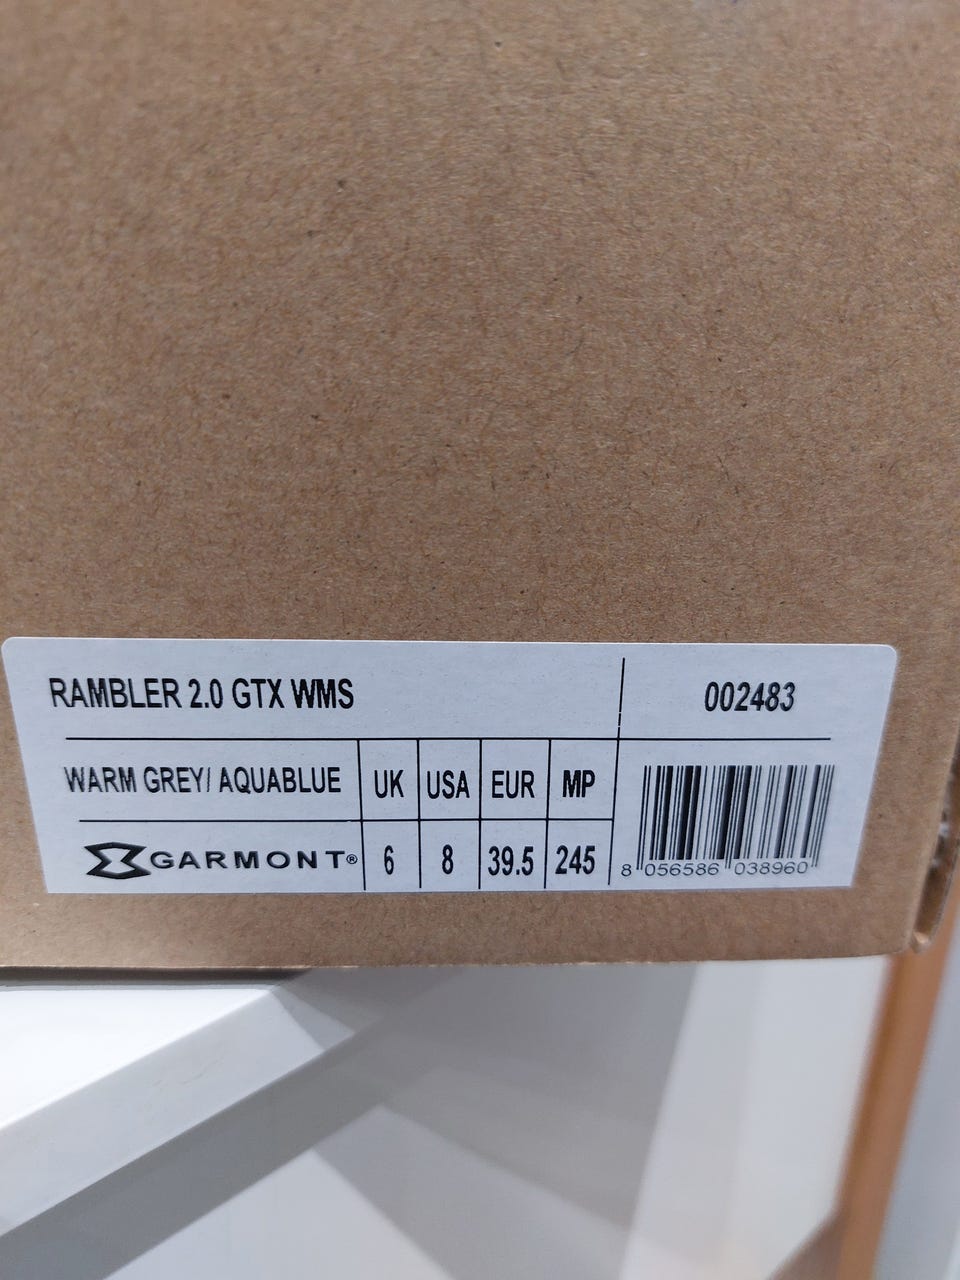 RAMBLER 2.0 GTX WMS
002483
WARM GREY/ AQUABLUE
UK USA EUR MP
GARMONT®
6 8 39.5 245
8 056586 038960